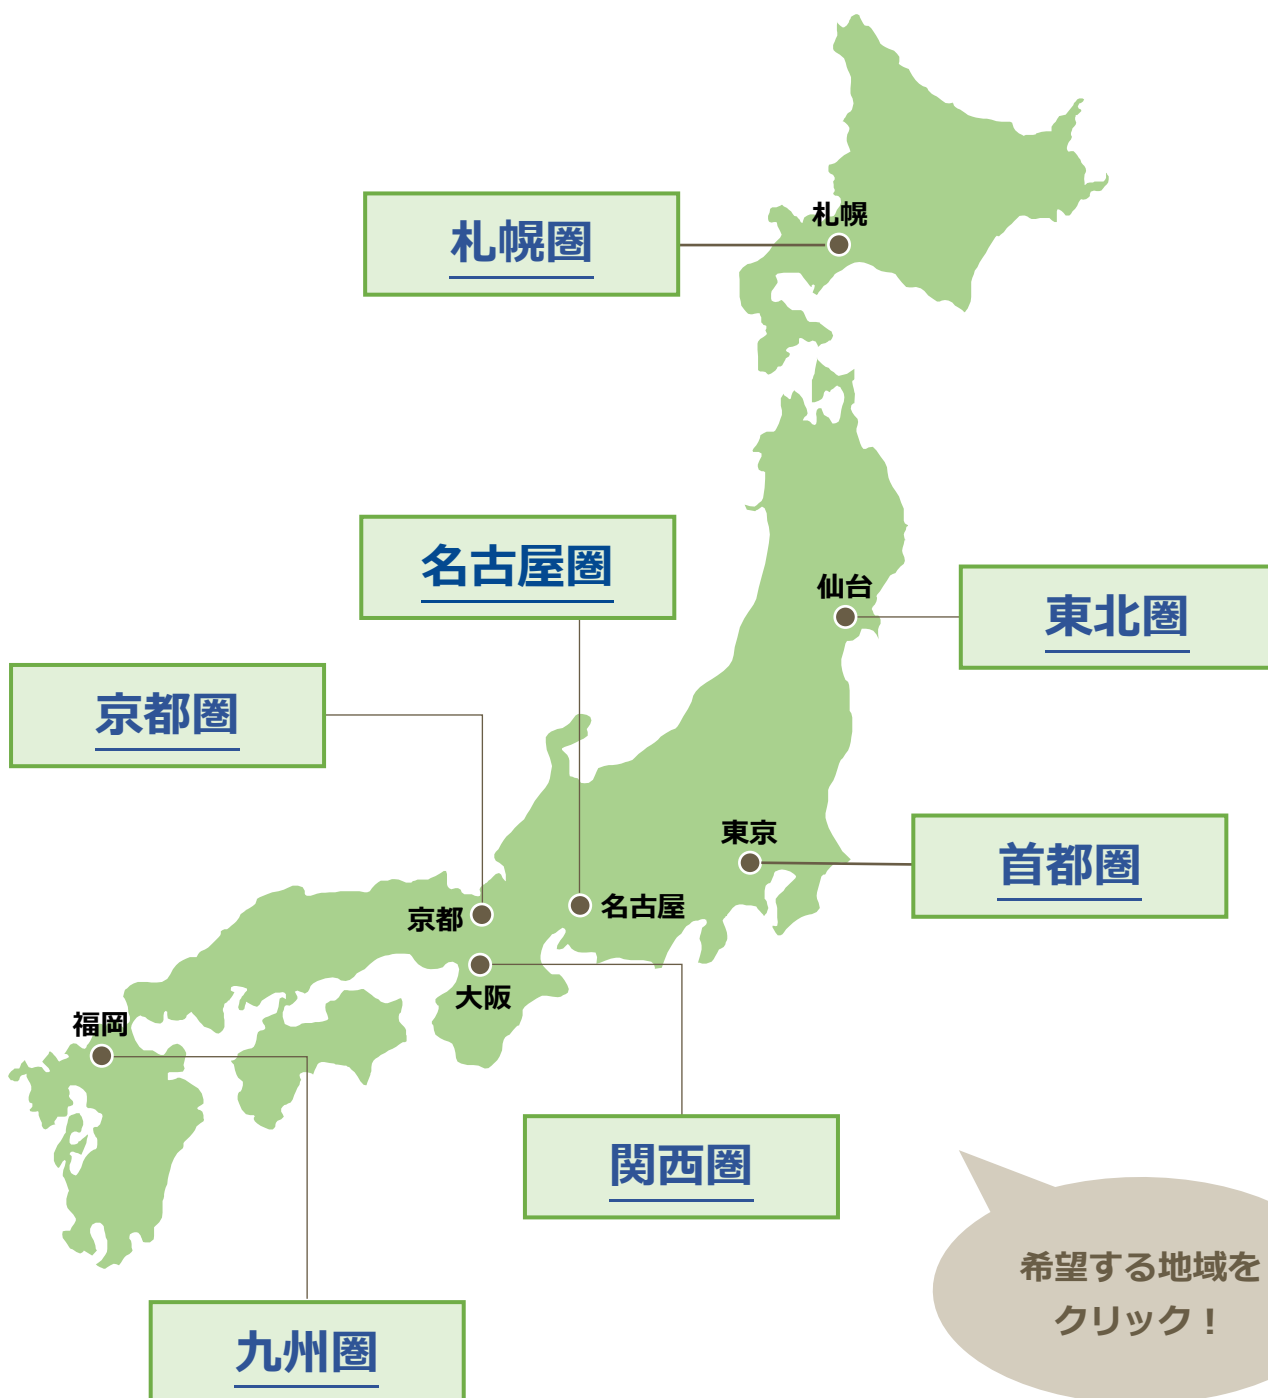 札幌
札幌圏
名古屋圏
仙台
東北圏
京都圏
東京
首都圏
京都
名古屋
大阪
福岡
関西圏
希望する地域を
クリック！
九州圏